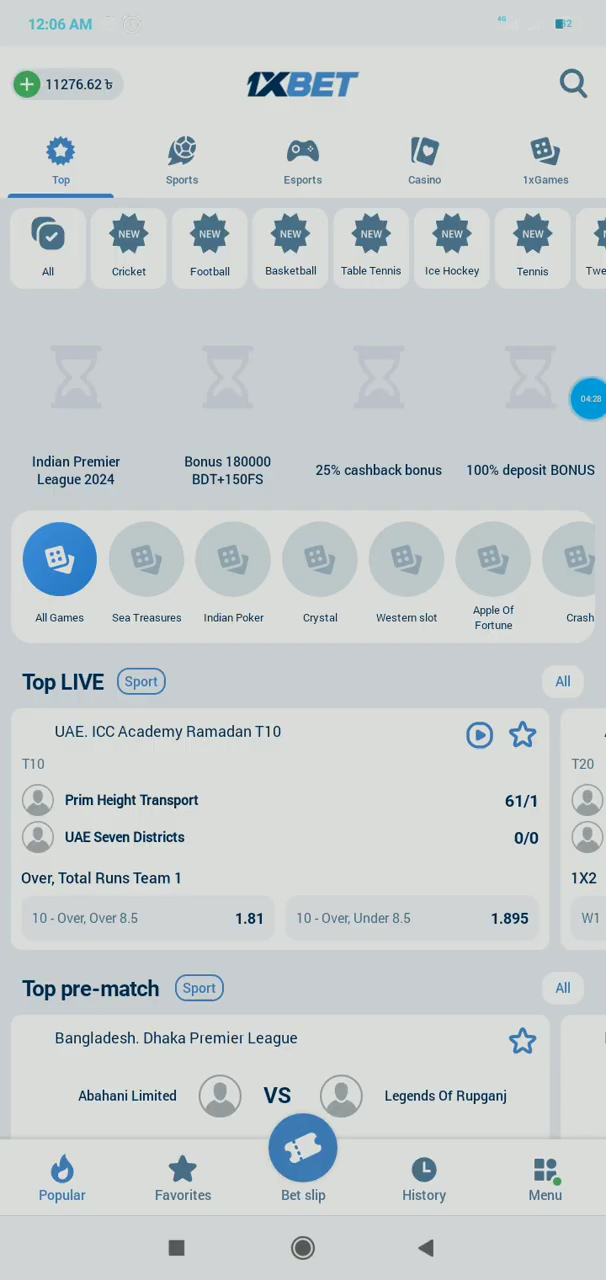 12:06 AM
4G
11276.62 ৳
1XBET
Top
Sports
Esports
Casino
1xGames
NEW
NEW
NEW
NEW
NEW
NEW
All
Cricket
Football
Basketball
Table Tennis
Ice Hockey
Tennis
04:28
Indian Premier
League 2024
Bonus 180000
BDT+150FS
25% cashback bonus
100% deposit BONUS
All Games
Sea Treasures
Indian Poker
Crystal
Western slot
Apple Of
Fortune
Crash
Top LIVE
Sport
All
UAE. ICC Academy Ramadan T10
T10
T20
Prim Height Transport
61/1
UAE Seven Districts
0/0
Over, Total Runs Team 1
1X2
10 - Over, Over 8.5
1.81
10 - Over, Under 8.5
1.895
W1
Top pre-match
Sport
All
Bangladesh. Dhaka Premier League
Abahani Limited
VS
Legends Of Rupganj
Popular
Favorites
Bet slip
History
Menu